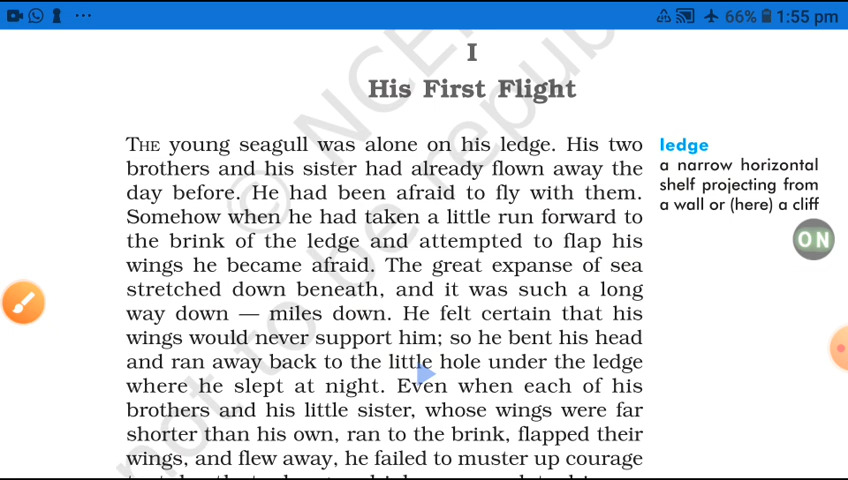 66% 1:55 pm
I
His First Flight
THE young seagull was alone on his ledge. His two
brothers and his sister had already flown away the
day before. He had been afraid to fly with them.
Somehow when he had taken a little run forward to
the brink of the ledge and attempted to flap his
wings he became afraid. The great expanse of sea
stretched down beneath, and it was such a long
way down — miles down. He felt certain that his
wings would never support him; so he bent his head
and ran away back to the little hole under the ledge
where he slept at night. Even when each of his
brothers and his little sister, whose wings were far
shorter than his own, ran to the brink, flapped their
wings, and flew away, he failed to muster up courage
ledge
a narrow horizontal
shelf projecting from
a wall or (here) a cliff
ON
© NCE
not to be republ